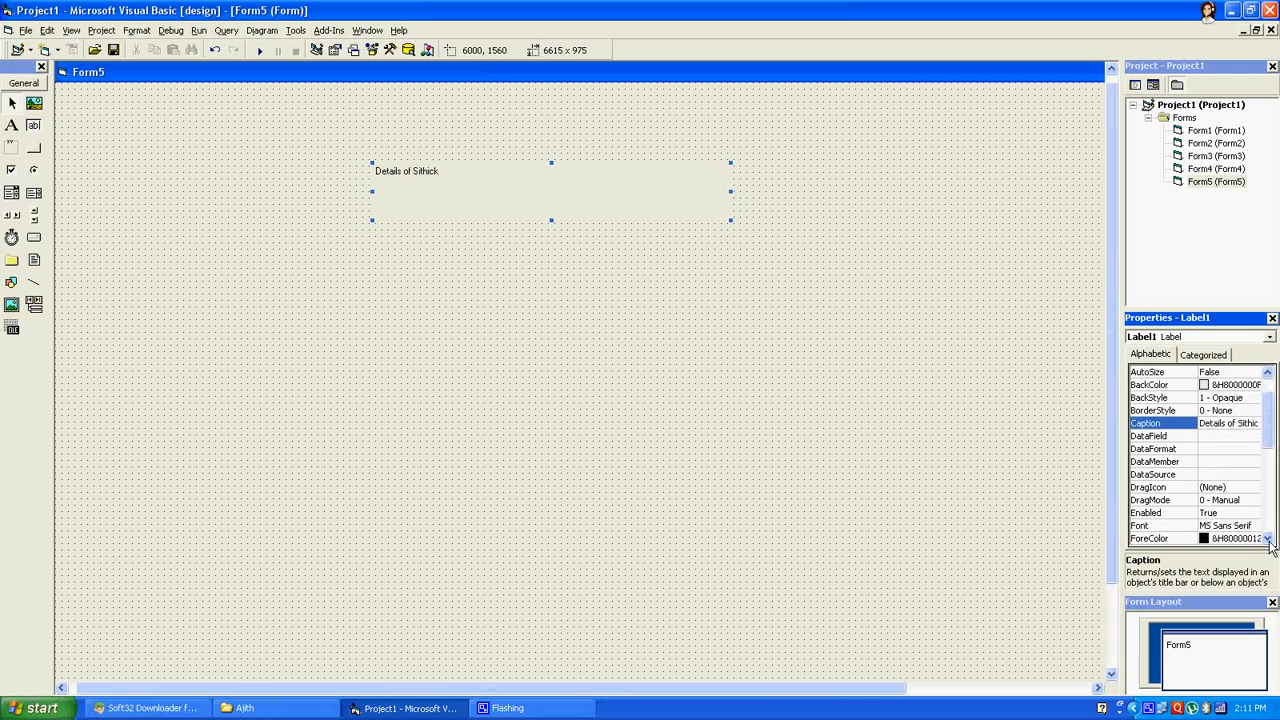 Project1 - Microsoft Visual Basic [design] - [Form5 (Form)]
File Edit View Project Format Debug Run Query Diagram Tools Add-Ins Window Help
6000, 1560 6615 x 975
General
Form5
Details of Sithick
Project - Project1
Project1 (Project1)
Forms
Form1 (Form1)
Form2 (Form2)
Form3 (Form3)
Form4 (Form4)
Form5 (Form5)
Properties - Label1
Label1 Label
Alphabetic Categorized
AutoSize False
BackColor &H8000000F
BackStyle 1 - Opaque
BorderStyle 0 - None
Caption Details of Sithic
DataField
DataFormat
DataMember
DataSource
DragIcon (None)
DragMode 0 - Manual
Enabled True
Font MS Sans Serif
ForeColor &H80000012
Caption
Returns/sets the text displayed in an
object's title bar or below an object's
Form Layout
Form5
start Soft32 Downloader f... Ajith Project1 - Microsoft V... Flashing 2:11 PM